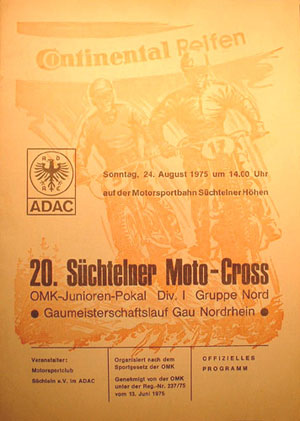 Continental Reifen
17
Sonntag, 24. August 1975 um 14.00 Uhr
auf der Motorsportbahn Süchtelner Höhen
ADAC
20. Süchtelner Moto-Cross
OMK-Junioren-Pokal Div. I Gruppe Nord
● Gaumeisterschaftslauf Gau Nordrhein ●
Veranstalter:
Motorsportclub
Süchteln e.V. im ADAC
Organisiert nach dem
Sportgesetz der OMK
Genehmigt von der OMK
unter der Reg.-Nr. 237/75
vom 13. Juni 1975
OFFIZIELLES
PROGRAMM